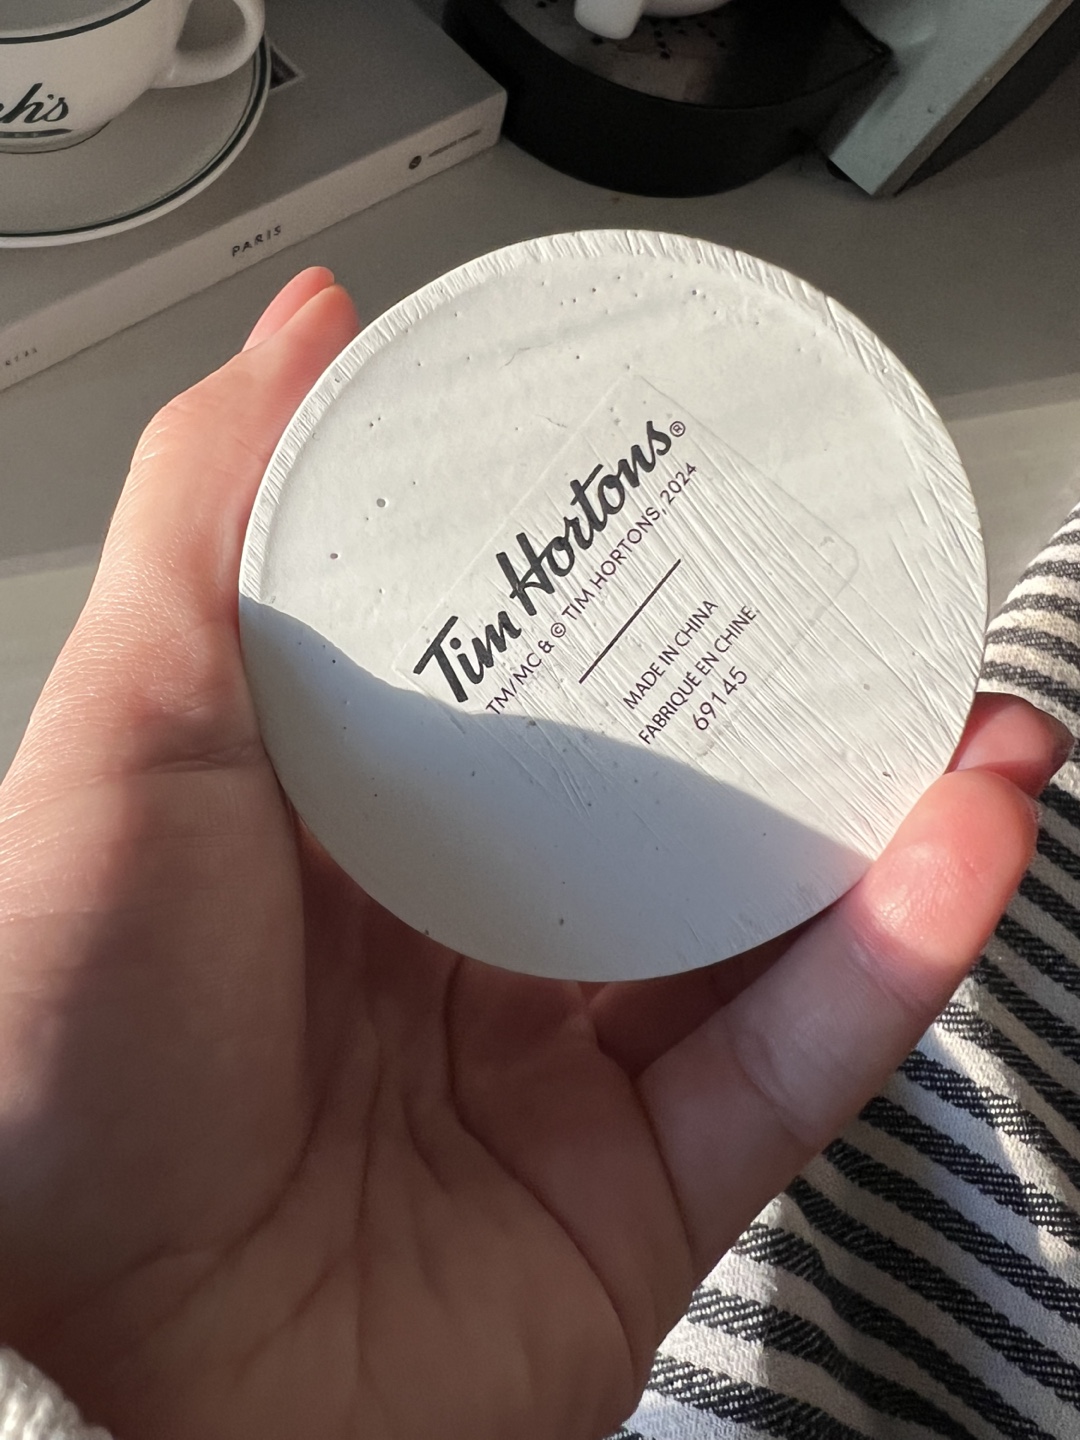 h's
PARIS
Tim Hortons®
TM/MC & © TIM HORTONS, 2024
MADE IN CHINA
FABRIQUÉ EN CHINE.
69145